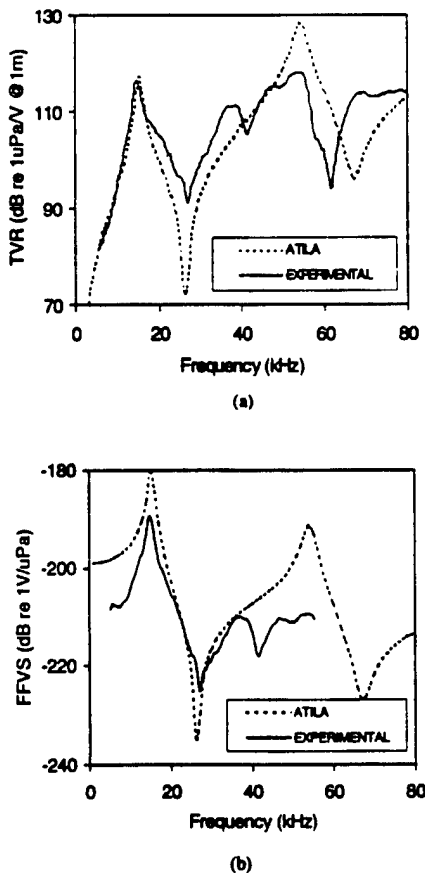 130
110
90
70
TVR (dB re 1uPa/V @1m)
ATILA
EXPERIMENTAL
0 20 40 60 80
Frequency (kHz)
(a)
-180
-200
-220
-240
FFVS (dB re 1V/uPa)
ATILA
EXPERIMENTAL
0 20 40 60 80
Frequency (kHz)
(b)